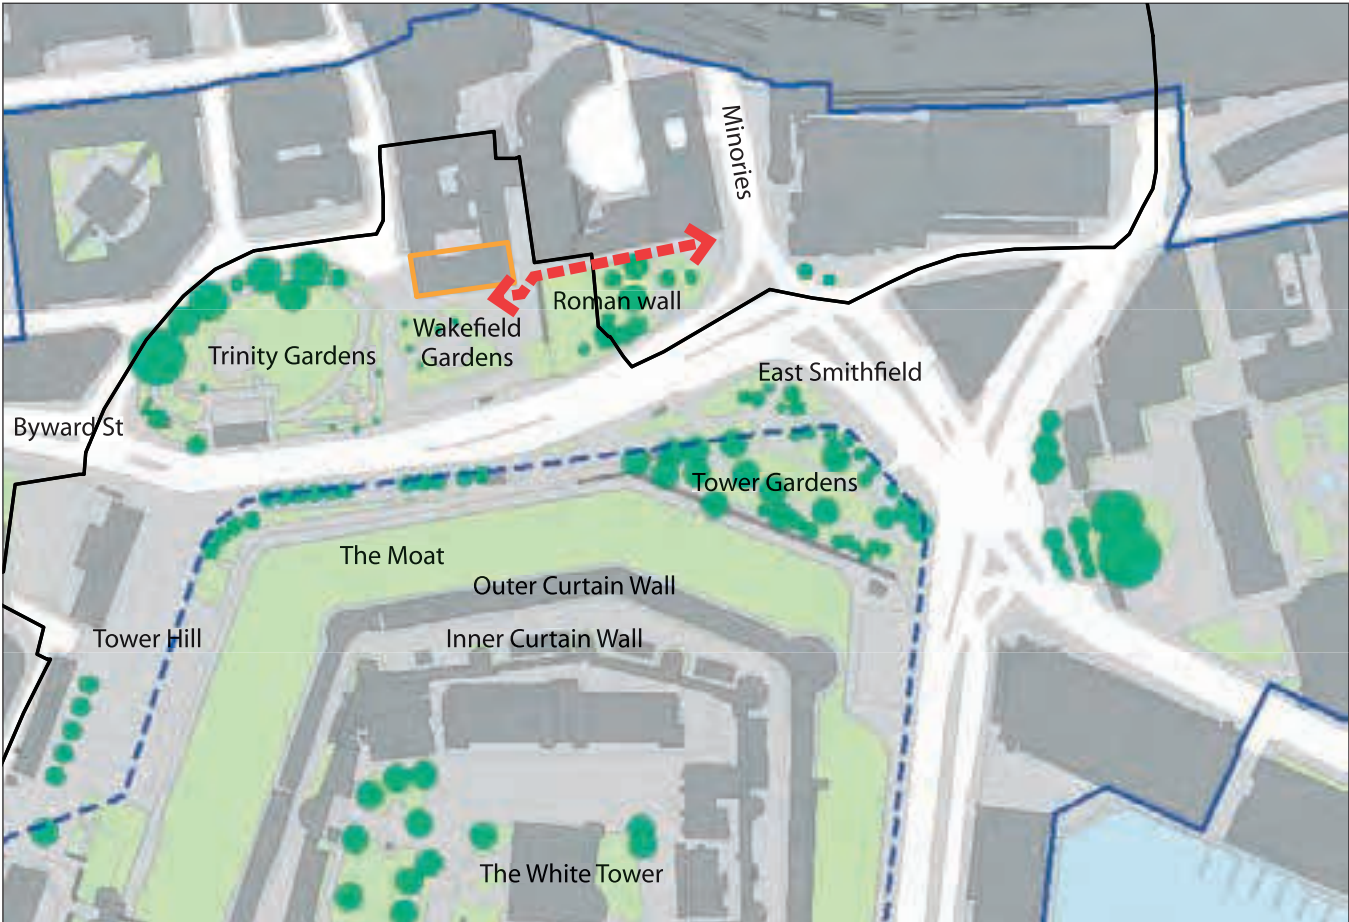 Minories
Roman wall
Wakefield
Gardens
Trinity Gardens
East Smithfield
Byward St
Tower Gardens
The Moat
Outer Curtain Wall
Tower Hill
Inner Curtain Wall
The White Tower